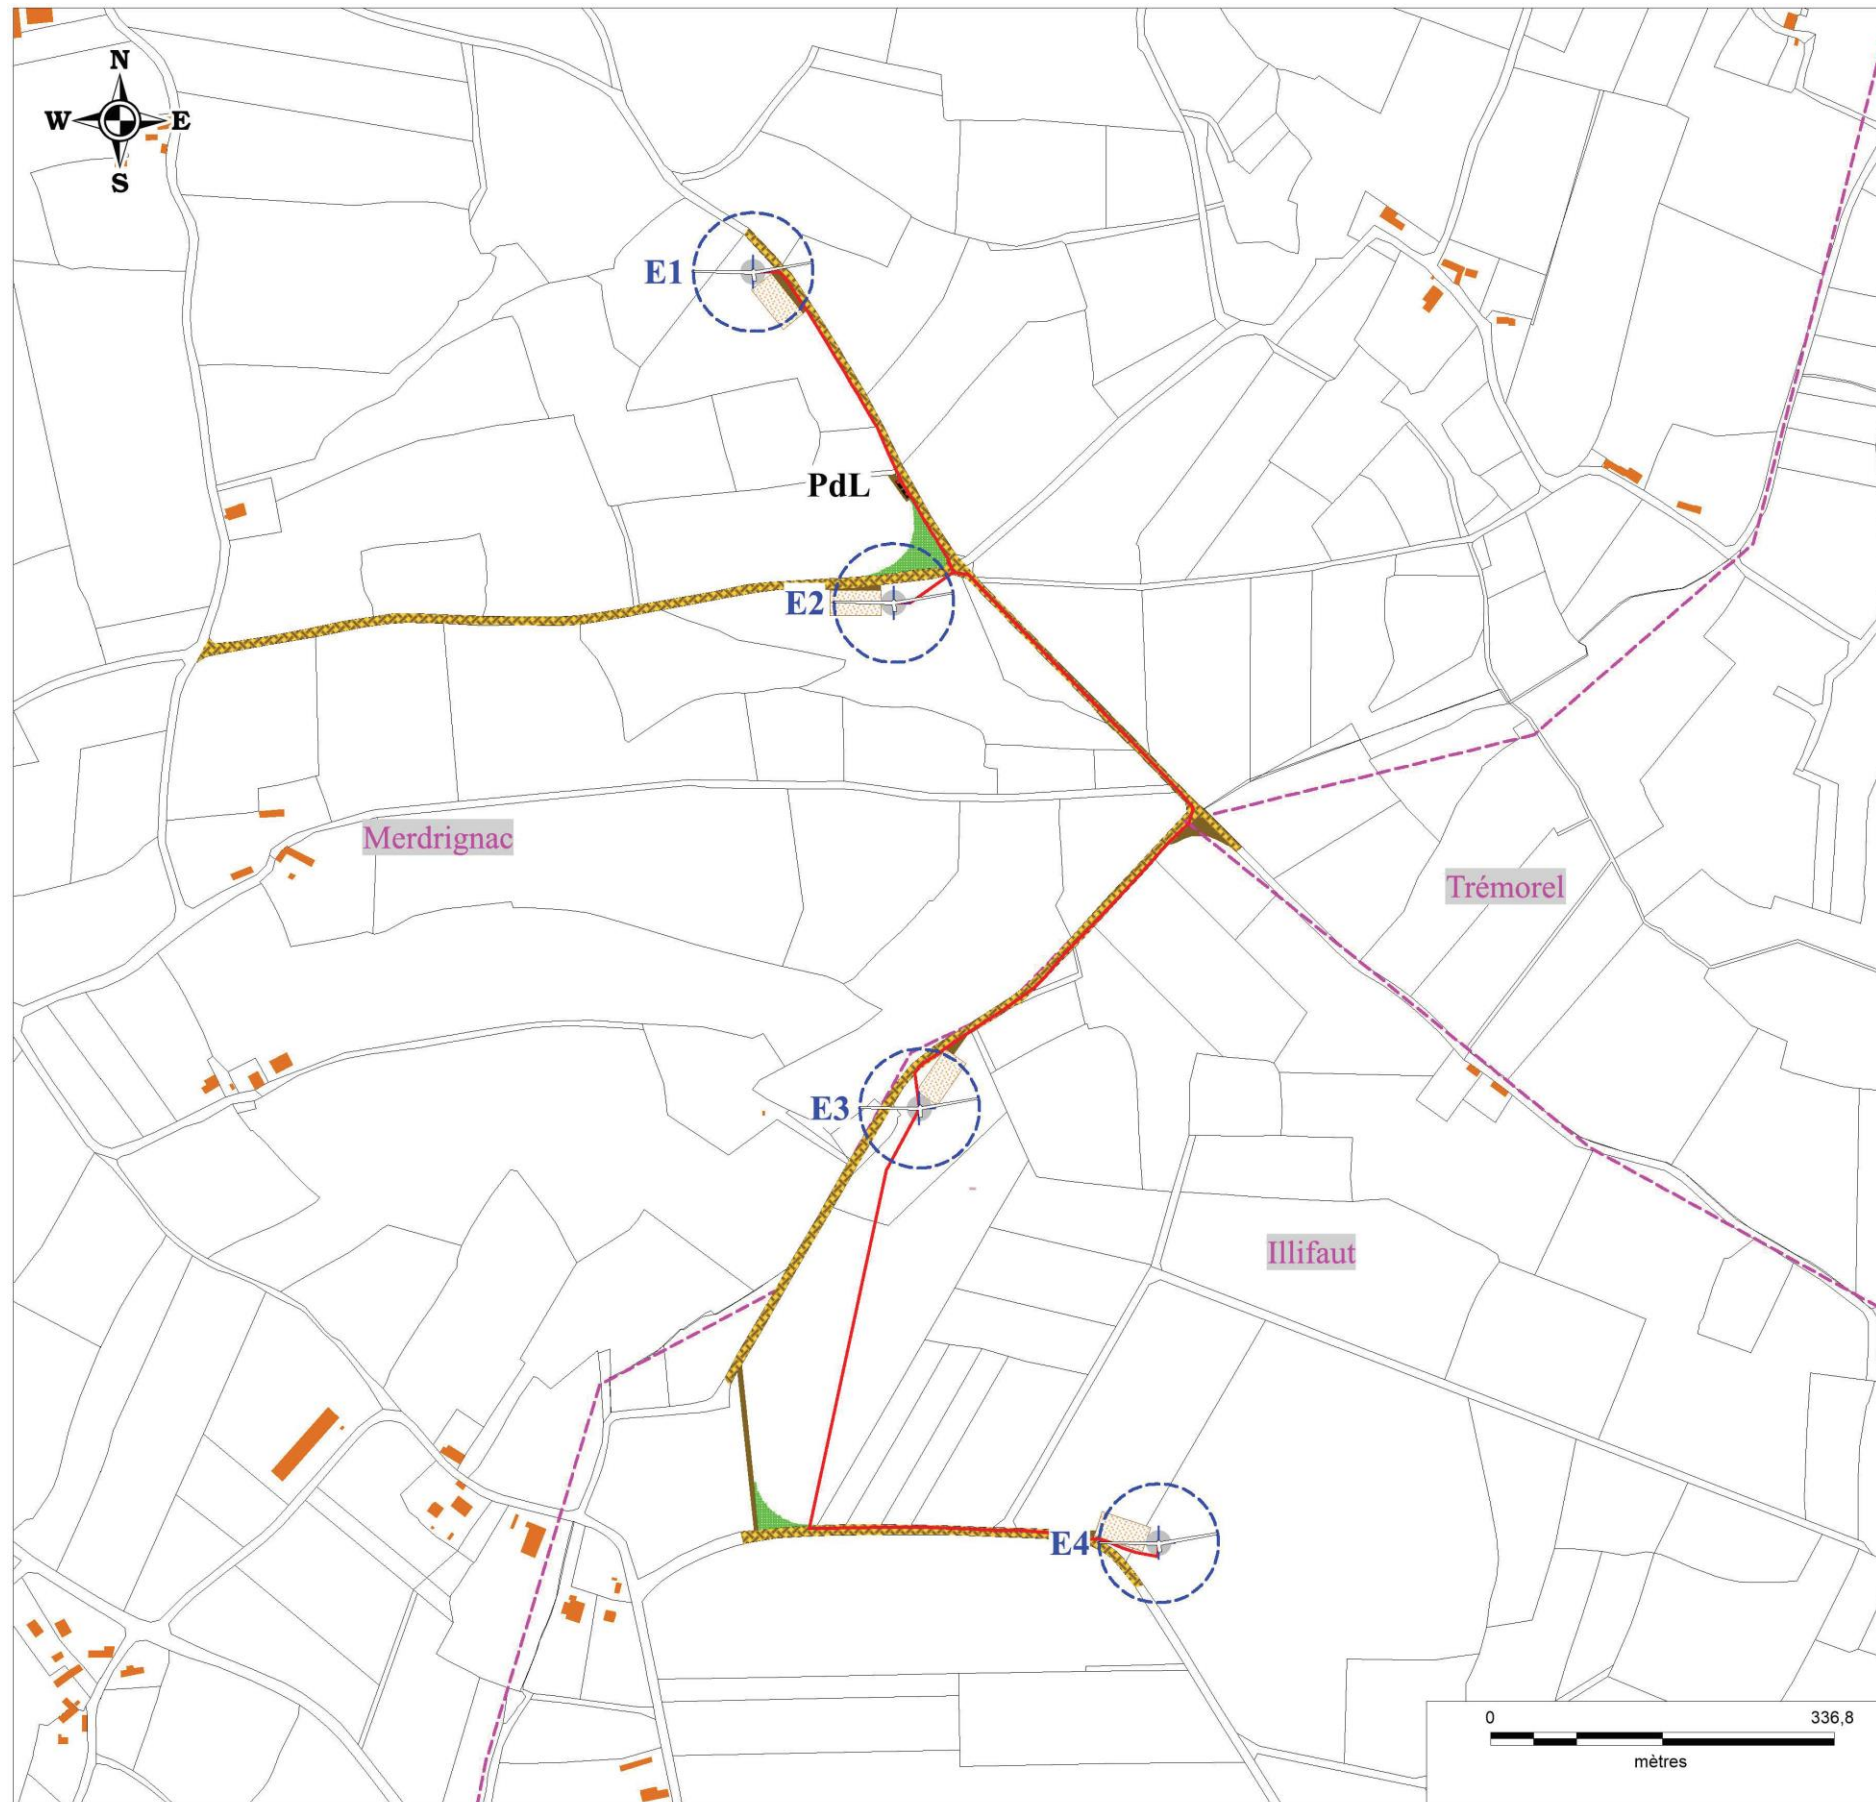 N
W E
S
E1
PdL
E2
Merdrignac
Trémorel
E3
Illifaut
E4
0 336,8
mètres